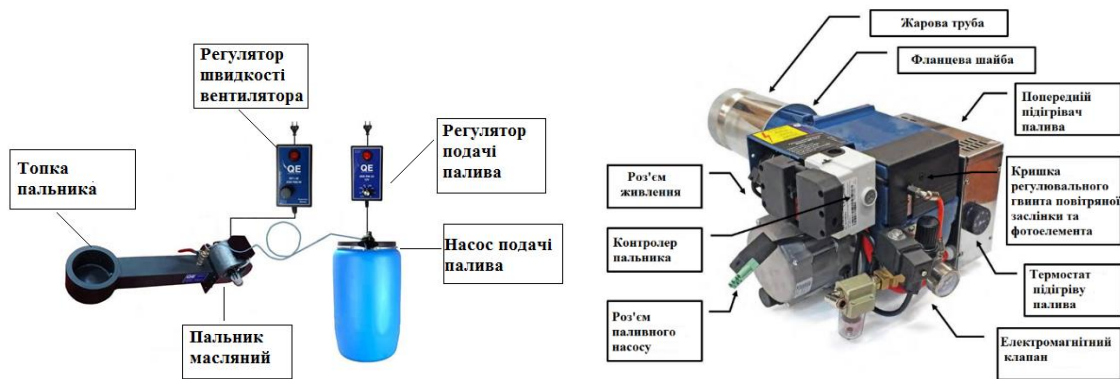 Регулятор
швидкості
вентилятора
Регулятор
подачі
палива
Топка
пальника
QE
QE
Насос подачі
палива
Пальник
масляний
Жарова труба
Фланцева шайба
Попередній
підігрівач
палива
Роз'єм
живлення
Кришка
регулювального
гвинта повітряної
заслінки та
фотоелемента
Контролер
пальника
Термостат
підігріву
палива
Роз'єм
паливного
насосу
Електромагнітний
клапан